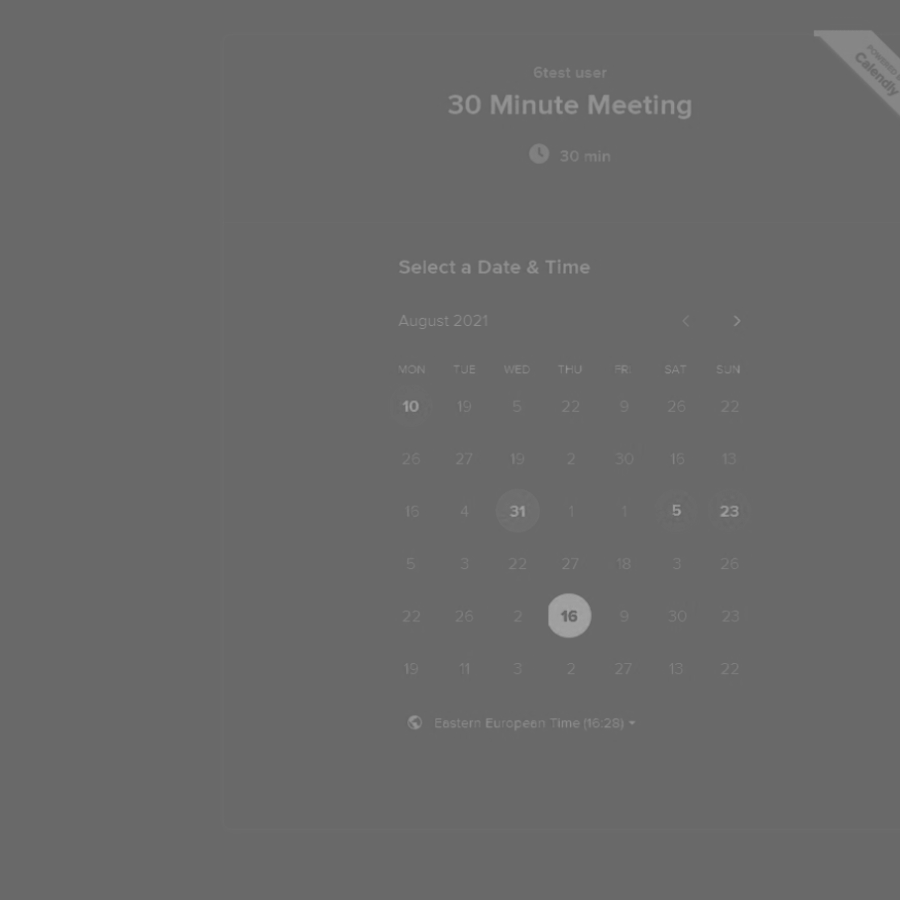 POWERED
Calendly
6test user
30 Minute Meeting
30 min
Select a Date & Time
August 2021
MON TUE WED THU FRI SAT SUN
10 19 5 22 9 26 22
26 27 19 2 30 15 13
15 4 31 1 1 5 23
5 3 22 27 18 3 26
22 26 2 16 9 30 23
19 11 3 2 27 13 22
Eastern European Time (16:28)